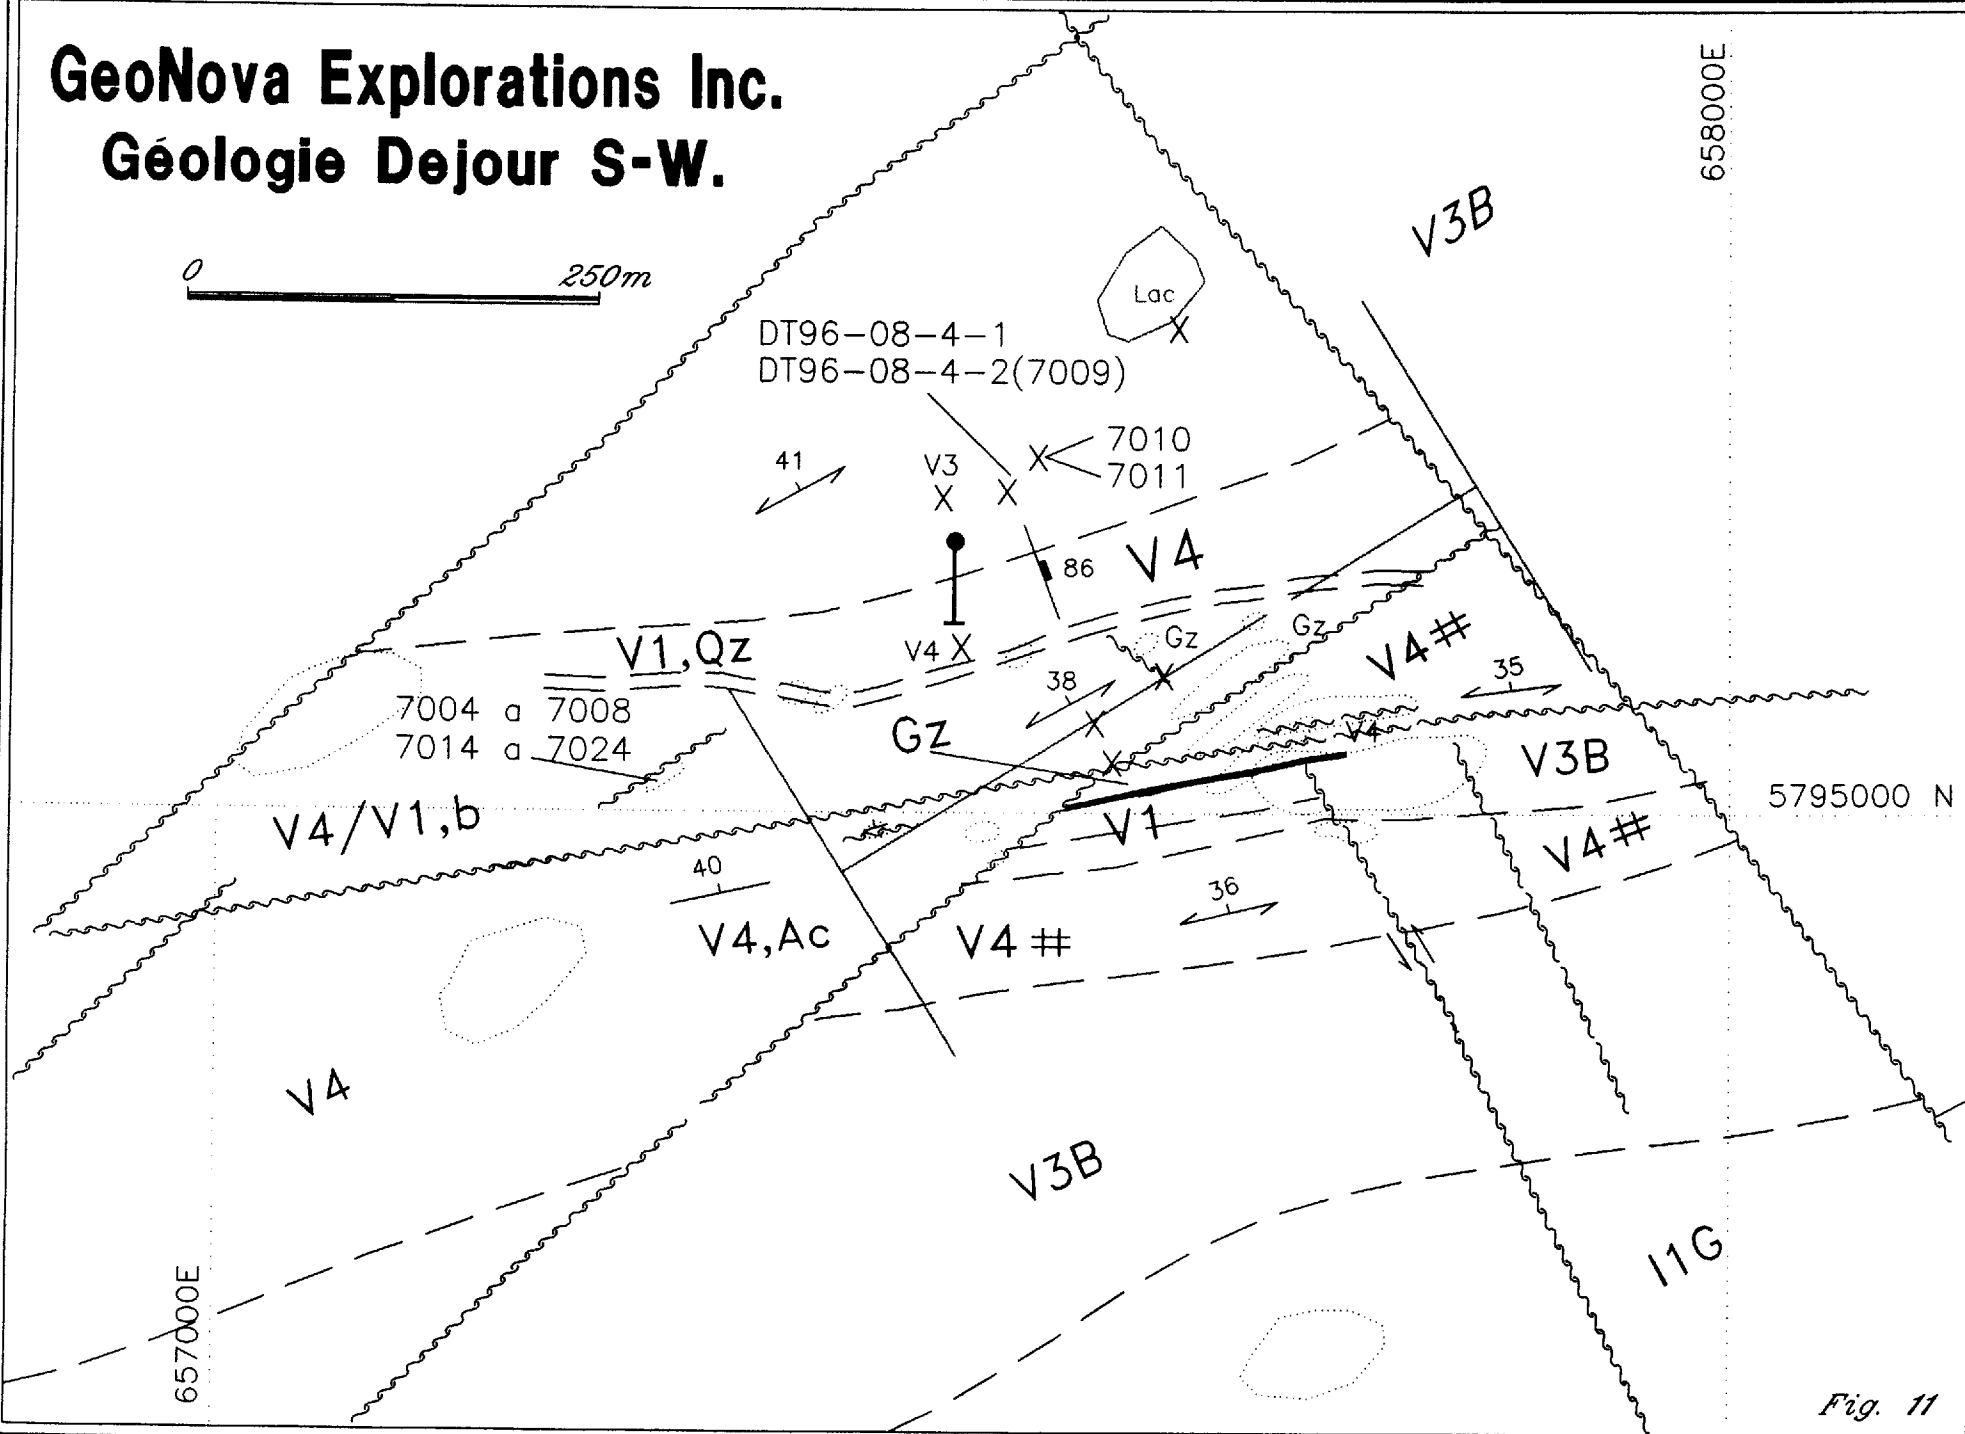 GeoNova Explorations Inc.
Géologie Dejour S-W.
658000E
V3B
0 250m
Lac
DT96-08-4-1
DT96-08-4-2(7009)
7010
7011
41
V3
V4
86
V1,Qz
V4
Gz
Gz
V4#
35
38
7004 a 7008
7014 a 7024
Gz
V4
V3B
5795000 N
V4/V1,b
V1
V4#
40
36
V4,Ac
V4#
V4
V3B
I1G
657000E
Fig. 11